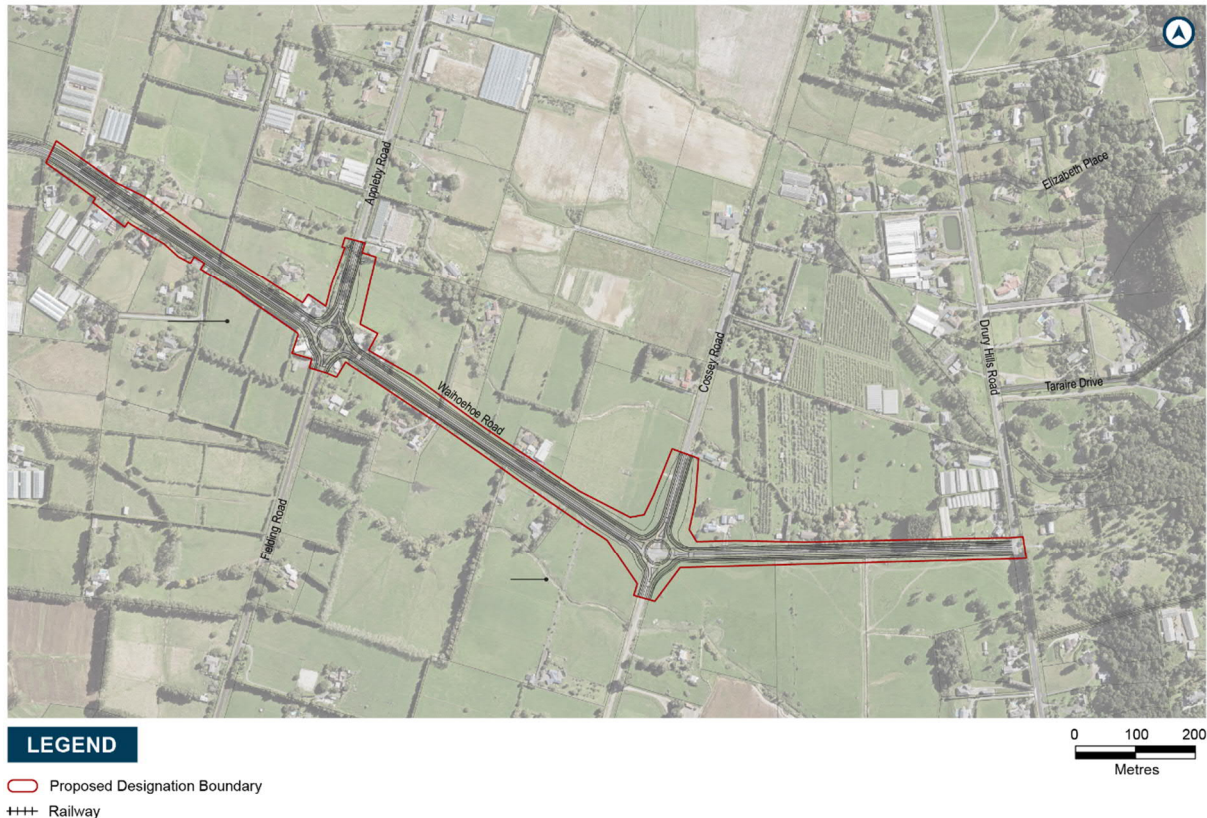 Appleby Road
Elizabeth Place
Drury Hills Road
Cossey Road
Taraire Drive
Waihoehoe Road
Fielding Road
LEGEND
Proposed Designation Boundary
Railway
0 100 200
Metres